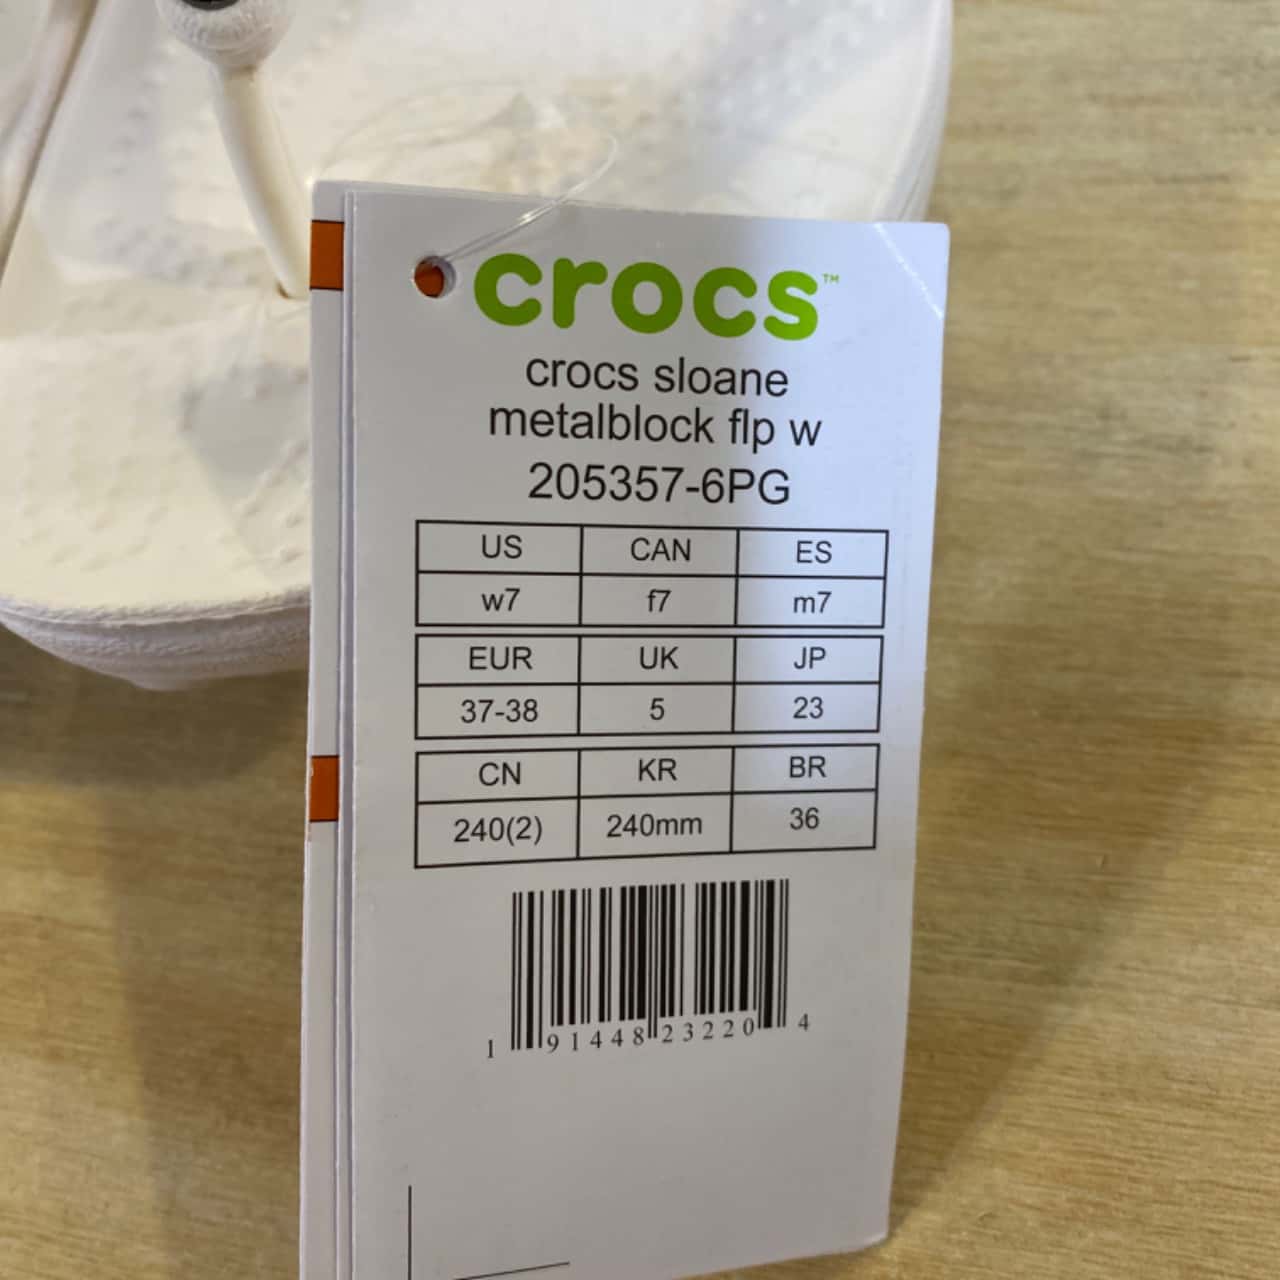 crocs™
crocs sloane
metalblock flp w
205357-6PG
US CAN ES
w7 f7 m7
EUR UK JP
37-38 5 23
CN KR BR
240(2) 240mm 36
1 91448 23220 4